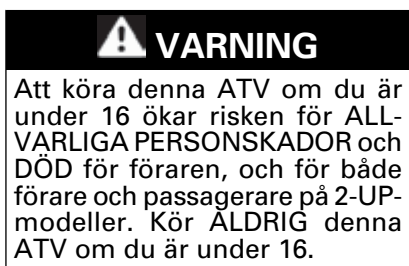 VARNING
Att köra denna ATV om du är
under 16 ökar risken för ALL-
VARLIGA PERSONSKADOR och
DÖD för föraren, och för både
förare och passagerare på 2-UP-
modeller. Kör ALDRIG denna
ATV om du är under 16.